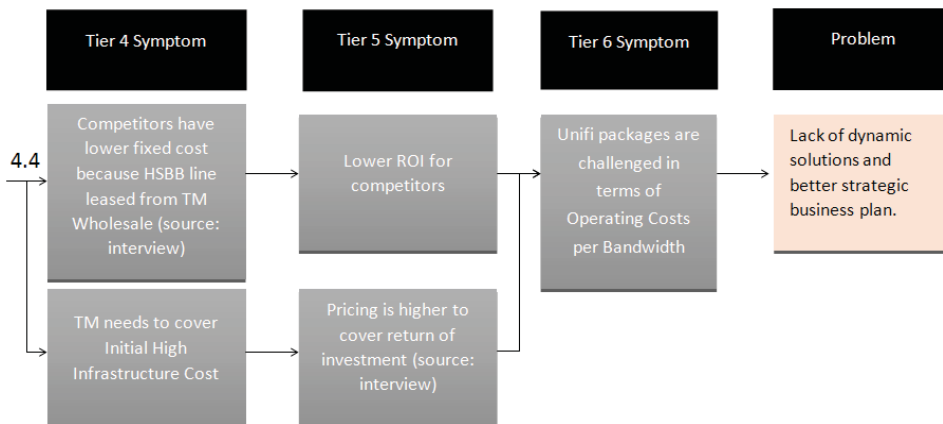 Tier 4 Symptom
Tier 5 Symptom
Tier 6 Symptom
Problem
4.4
Competitors have
lower fixed cost
because HSBB line
leased from TM
Wholesale (source:
interview)
Lower ROI for
competitors
Unifi packages are
challenged in
terms of
Operating Costs
per Bandwidth
Lack of dynamic
solutions and
better strategic
business plan.
TM needs to cover
Initial High
Infrastructure Cost
Pricing is higher to
cover return of
investment (source:
interview)